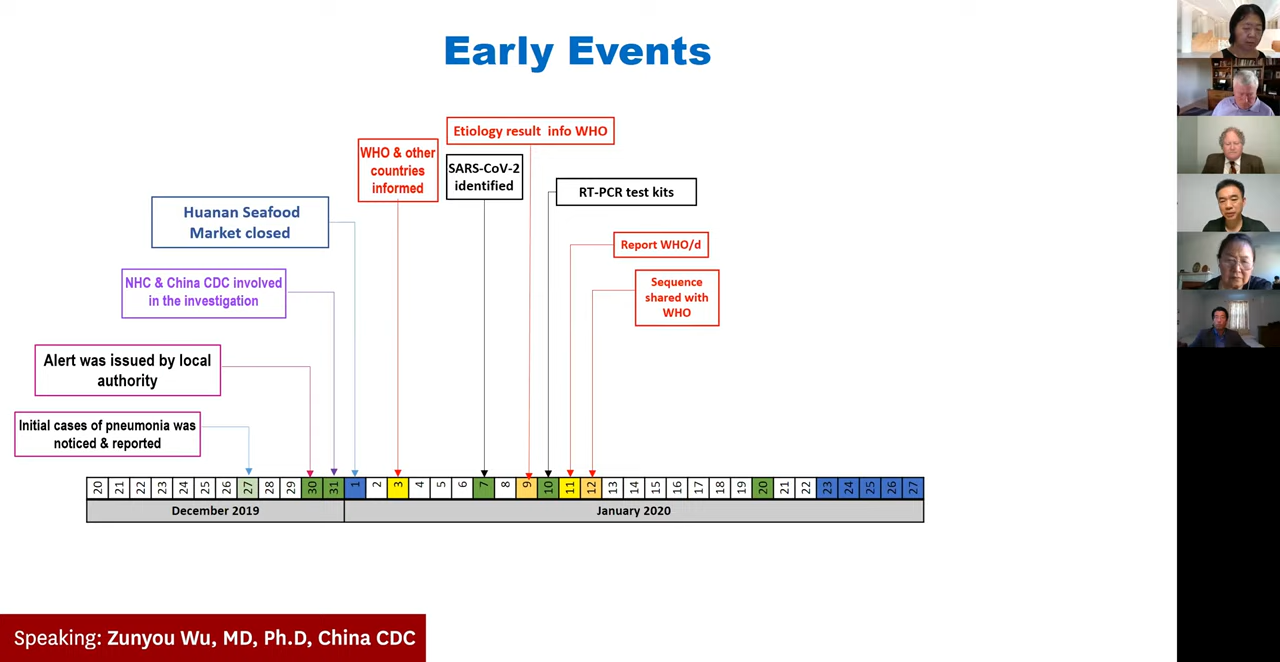 Early Events
Etiology result info WHO
WHO & other
countries
informed
SARS-CoV-2
identified
RT-PCR test kits
Huanan Seafood
Market closed
Report WHO/d
NHC & China CDC involved
in the investigation
Sequence
shared with
WHO
Alert was issued by local
authority
Initial cases of pneumonia was
noticed & reported
20 21 22 23 24 25 26 27 28 29 30 31 1 2 3 4 5 6 7 8 9 10 11 12 13 14 15 16 17 18 19 20 21 22 23 24 25 26 27
December 2019 January 2020
Speaking: Zunyou Wu, MD, Ph.D, China CDC